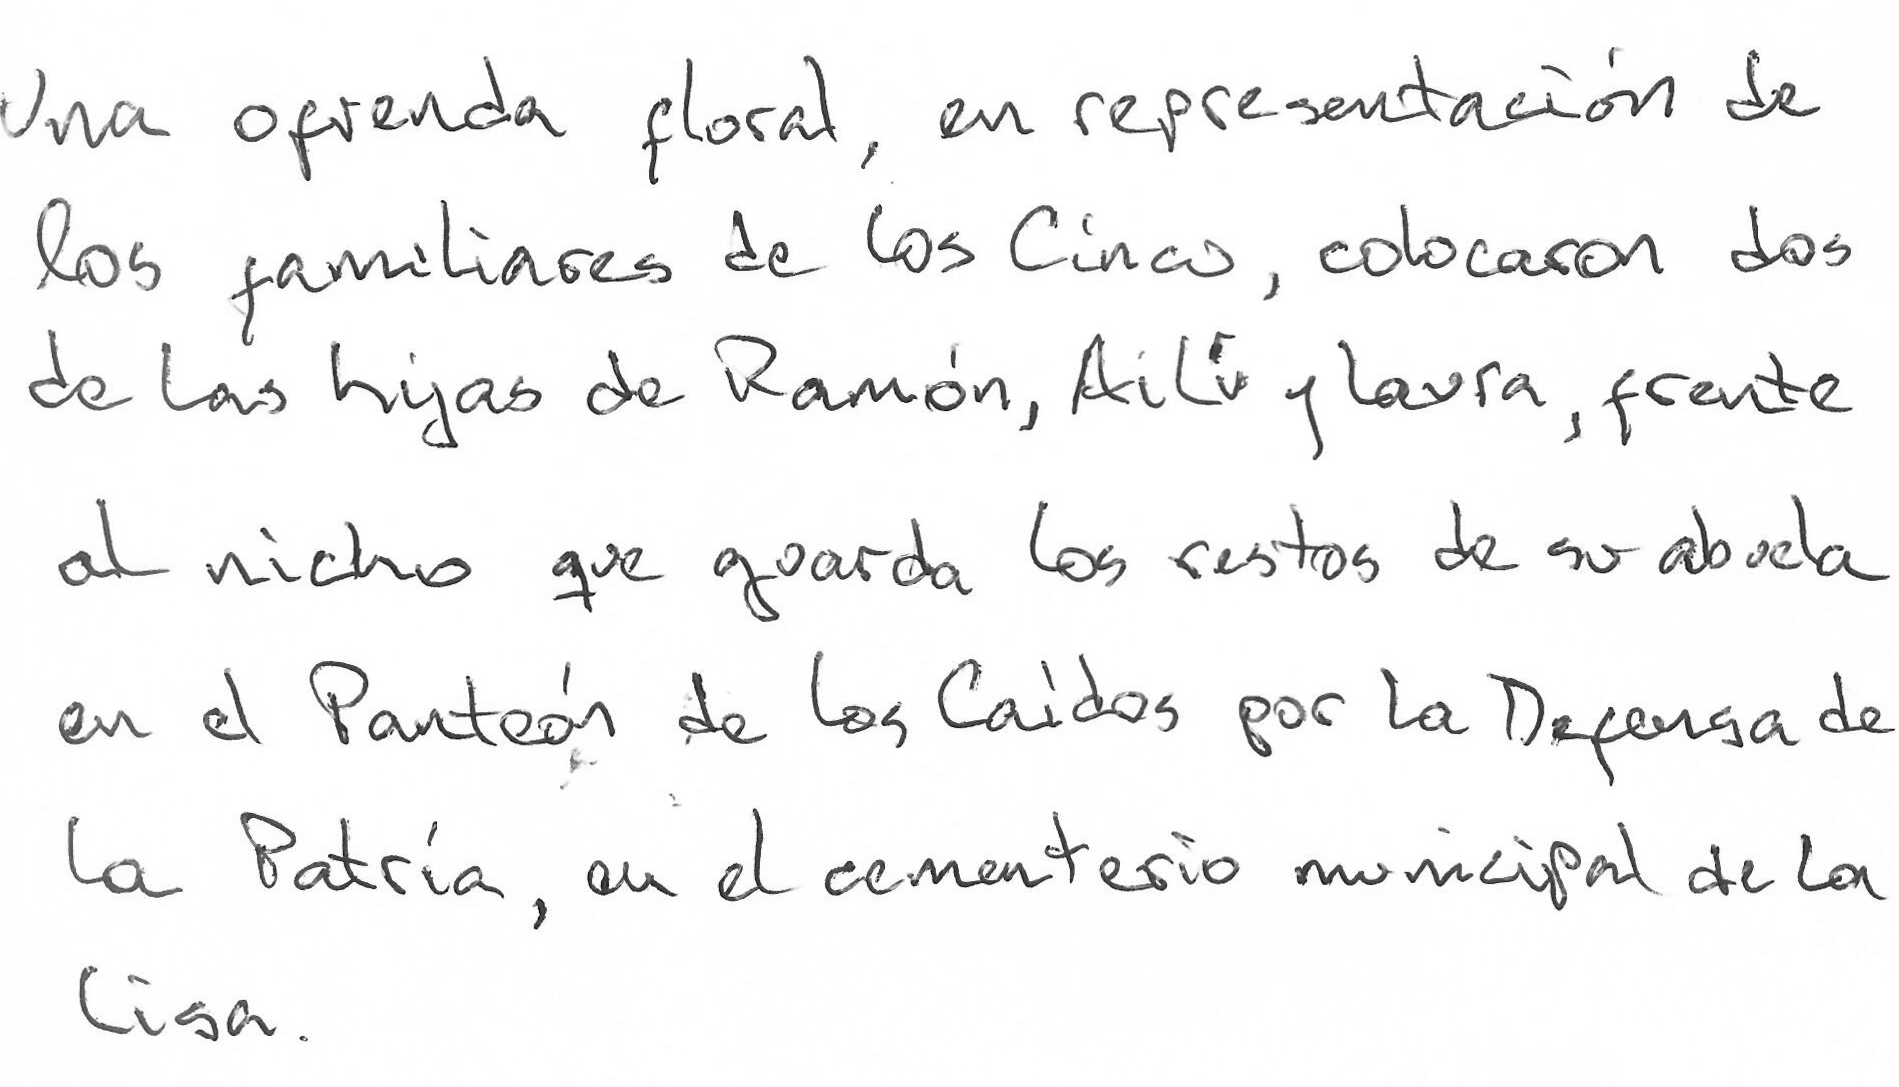 Una ofrenda floral, en representación de
los familiares de los Cinco, colocaron dos
de las hijas de Ramón, Ailí y Laura, frente
al nicho que guarda los restos de su abuela
en el Panteón de los Caídos por la Defensa de
la Patría, en el cementerio municipal de La
Lisa.